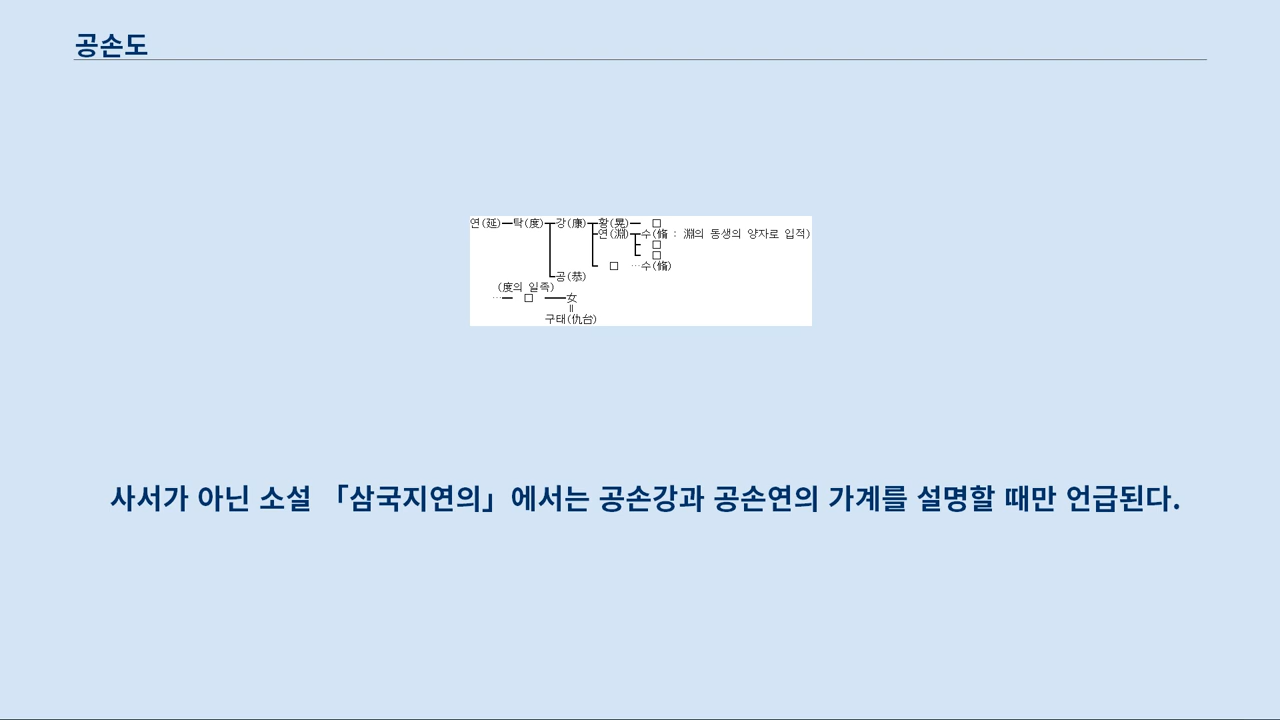 공손도
연(延) 탁(度) 강(康) 황(晃) □
연(淵) 수(脩 : 淵의 동생의 양자로 입적)
□
□
□ …수(脩)
공(恭)
(度의 일족)
… □ 女
॥
구태(仇台)
사서가 아닌 소설 「삼국지연의」에서는 공손강과 공손연의 가계를 설명할 때만 언급된다.